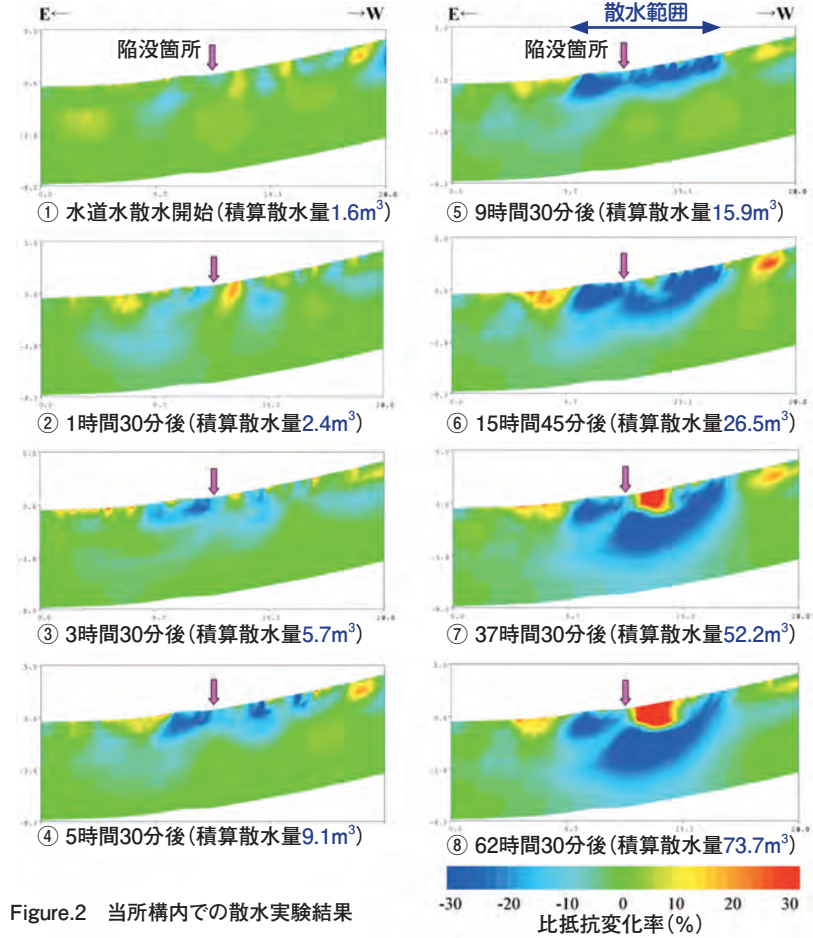 E← →W
陥没箇所
① 水道水散水開始(積算散水量1.6m³)
② 1時間30分後(積算散水量2.4m³)
③ 3時間30分後(積算散水量5.7m³)
④ 5時間30分後(積算散水量9.1m³)
E← 散水範囲 →W
陥没箇所
⑤ 9時間30分後(積算散水量15.9m³)
⑥ 15時間45分後(積算散水量26.5m³)
⑦ 37時間30分後(積算散水量52.2m³)
⑧ 62時間30分後(積算散水量73.7m³)
-30 -20 -10 0 10 20 30
比抵抗変化率(%)
Figure.2 当所構内での散水実験結果